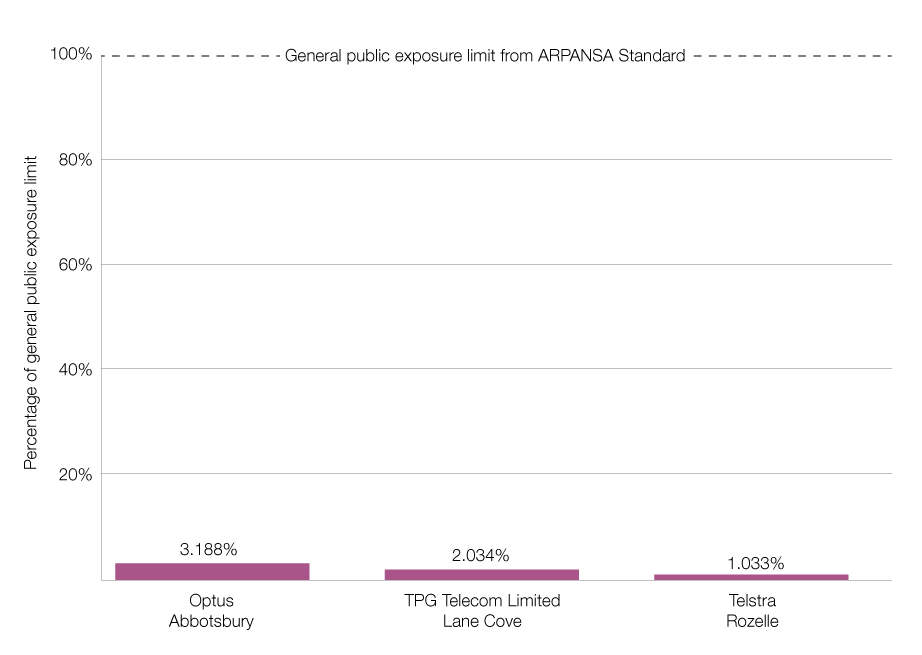 100%
General public exposure limit from ARPANSA Standard
80%
60%
40%
20%
Percentage of general public exposure limit
3.188%
2.034%
1.033%
Optus
Abbotsbury
TPG Telecom Limited
Lane Cove
Telstra
Rozelle